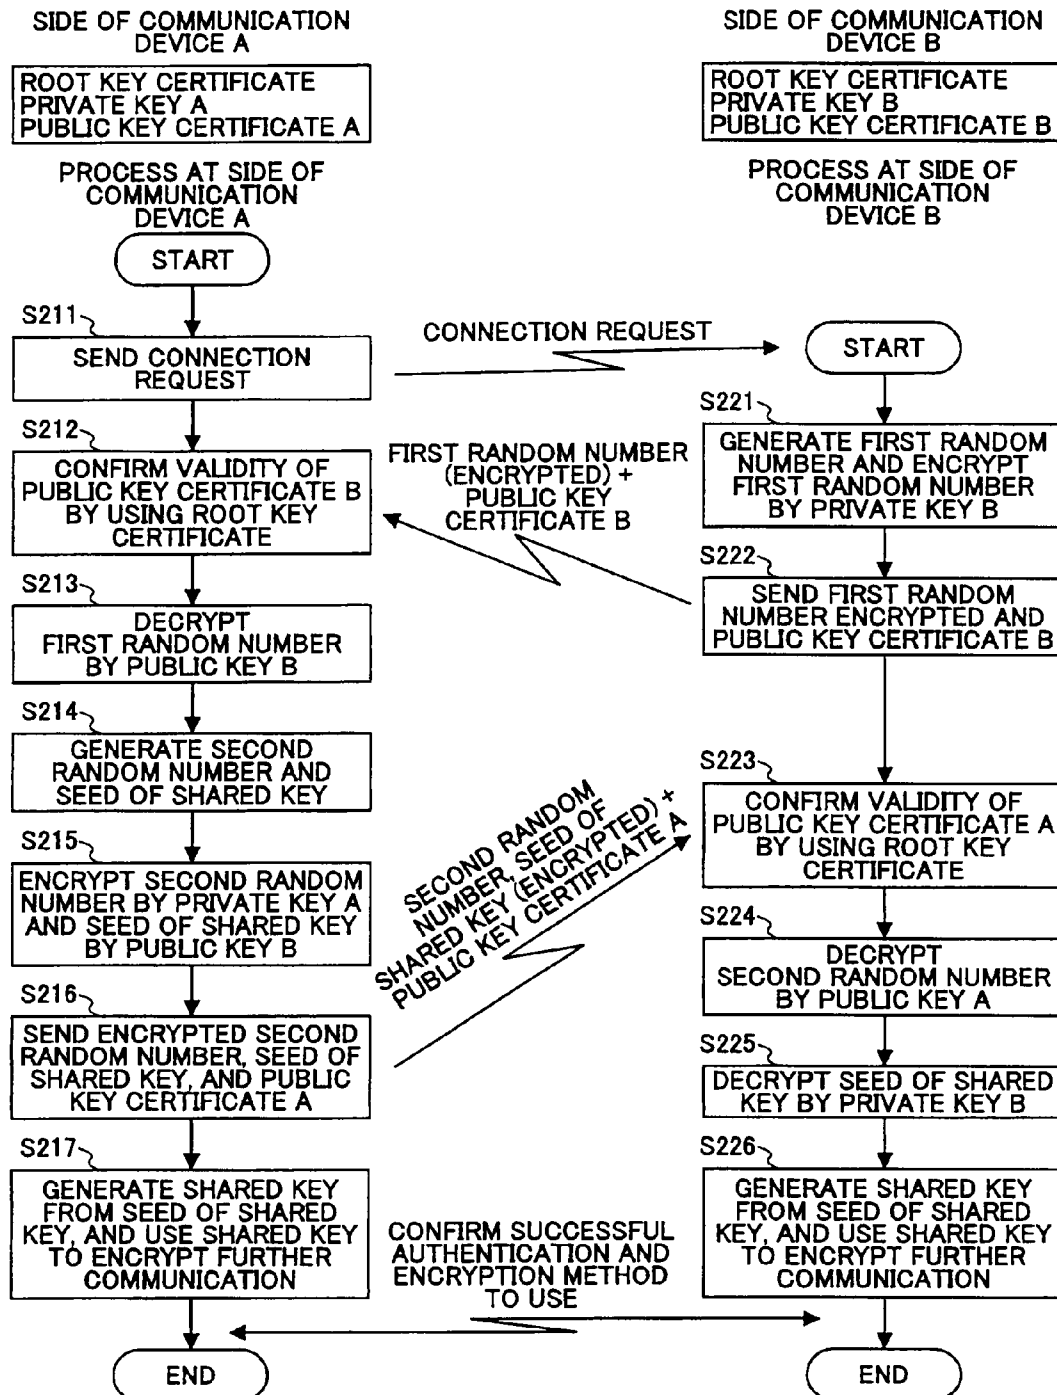 SIDE OF COMMUNICATION
DEVICE A
ROOT KEY CERTIFICATE
PRIVATE KEY A
PUBLIC KEY CERTIFICATE A
PROCESS AT SIDE OF
COMMUNICATION
DEVICE A
START
S211
SEND CONNECTION
REQUEST
S212
CONFIRM VALIDITY OF
PUBLIC KEY CERTIFICATE B
BY USING ROOT KEY
CERTIFICATE
S213
DECRYPT
FIRST RANDOM NUMBER
BY PUBLIC KEY B
S214
GENERATE SECOND
RANDOM NUMBER AND
SEED OF SHARED KEY
S215
ENCRYPT SECOND RANDOM
NUMBER BY PRIVATE KEY A
AND SEED OF SHARED KEY
BY PUBLIC KEY B
S216
SEND ENCRYPTED SECOND
RANDOM NUMBER, SEED OF
SHARED KEY, AND PUBLIC
KEY CERTIFICATE A
S217
GENERATE SHARED KEY
FROM SEED OF SHARED
KEY, AND USE SHARED KEY
TO ENCRYPT FURTHER
COMMUNICATION
END
CONNECTION REQUEST
FIRST RANDOM NUMBER
(ENCRYPTED) +
PUBLIC KEY
CERTIFICATE B
SECOND RANDOM
NUMBER, SEED OF
SHARED KEY (ENCRYPTED) +
PUBLIC KEY CERTIFICATE A
CONFIRM SUCCESSFUL
AUTHENTICATION AND
ENCRYPTION METHOD
TO USE
SIDE OF COMMUNICATION
DEVICE B
ROOT KEY CERTIFICATE
PRIVATE KEY B
PUBLIC KEY CERTIFICATE B
PROCESS AT SIDE OF
COMMUNICATION
DEVICE B
START
S221
GENERATE FIRST RANDOM
NUMBER AND ENCRYPT
FIRST RANDOM NUMBER
BY PRIVATE KEY B
S222
SEND FIRST RANDOM
NUMBER ENCRYPTED AND
PUBLIC KEY CERTIFICATE B
S223
CONFIRM VALIDITY OF
PUBLIC KEY CERTIFICATE A
BY USING ROOT KEY
CERTIFICATE
S224
DECRYPT
SECOND RANDOM NUMBER
BY PUBLIC KEY A
S225
DECRYPT SEED OF SHARED
KEY BY PRIVATE KEY B
S226
GENERATE SHARED KEY
FROM SEED OF SHARED
KEY, AND USE SHARED KEY
TO ENCRYPT FURTHER
COMMUNICATION
END